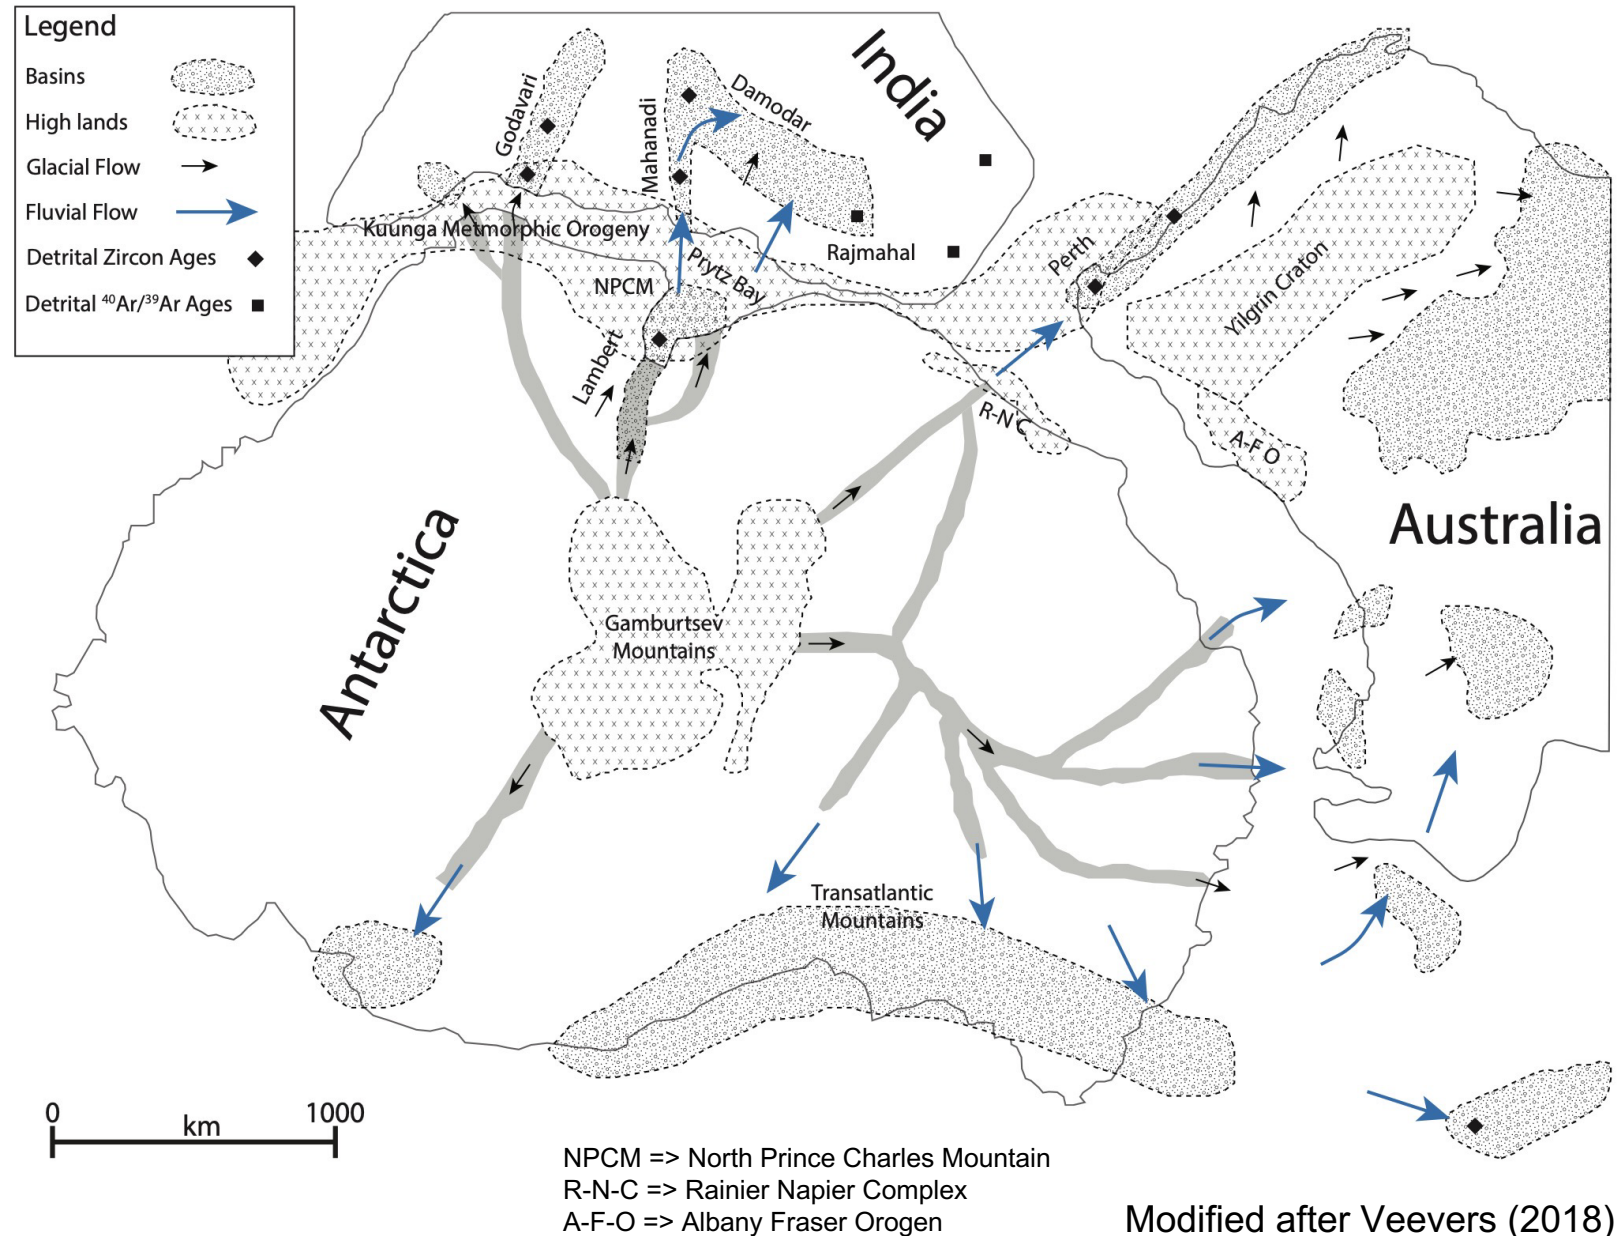 Legend
Basins
High lands
Glacial Flow
Fluvial Flow
Detrital Zircon Ages
Detrital ⁴⁰Ar/³⁹Ar Ages
India
Godavari
Mahanadi
Damodar
Rajmahal
Kuunga Metmorphic Orogeny
Prytz Bay
NPCM
Lambert
Perth
Yilgrin Craton
R-N C
A-F O
Australia
Antarctica
Gamburtsev
Mountains
Transatlantic
Mountains
0 1000
km
NPCM => North Prince Charles Mountain
R-N-C => Rainier Napier Complex
A-F-O => Albany Fraser Orogen
Modified after Veevers (2018)